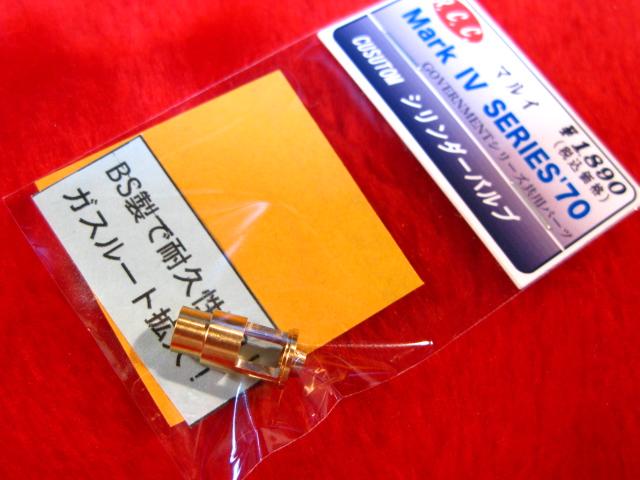 R.C.C
Mark IV SERIES'70
マルイ
GOVERNMENTシリーズ共用パーツ
CUSUTOM シリンダーバルブ
¥1890
(税込価格)
BS製で耐久性
ガスルート拡大!